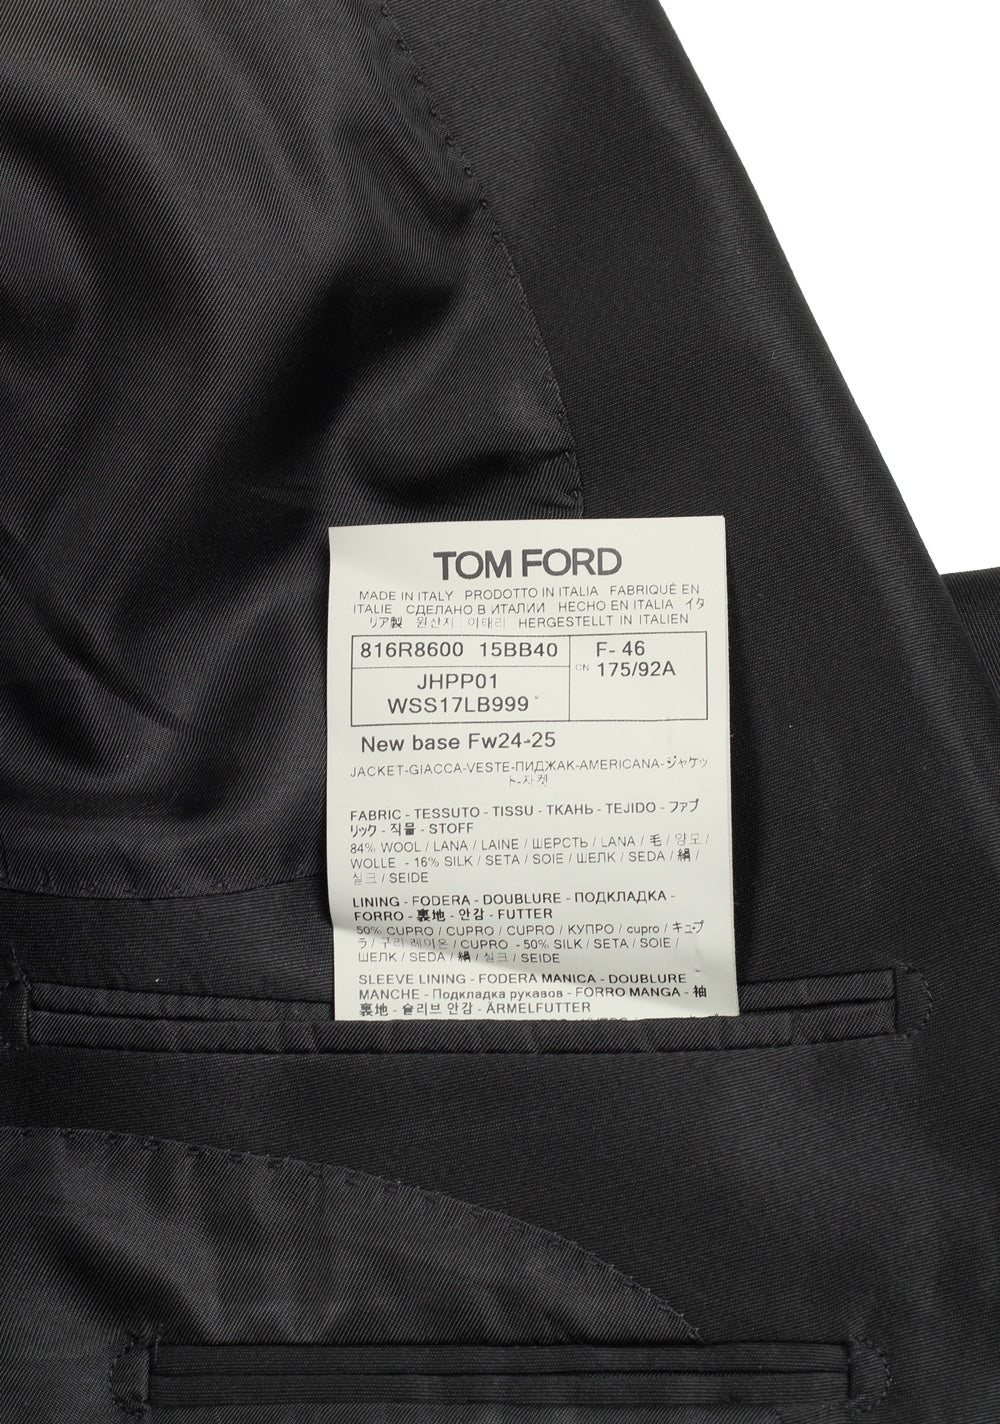 TOM FORD
MADE IN ITALY PRODOTTO IN ITALIA FABRIQUÉ EN
ITALIE СДЕЛАНО В ИТАЛИИ HECHO EN ITALIA イタ
リア製 원산지 : 이태리 HERGESTELLT IN ITALIEN
816R8600 15BB40
F- 46
JHPP01
CN 175/92A
WSS17LB999
New base Fw24-25
JACKET-GIACCA-VESTE-ПИДЖАК-AMERICANA-ジャケッ
ト-자켓
FABRIC - TESSUTO - TISSU - ТКАНЬ - TEJIDO - ファブ
リック - 직물 - STOFF
84% WOOL / LANA / LAINE / ШЕРСТЬ / LANA / 毛 / 양모 /
WOLLE - 16% SILK / SETA / SOIE / ШЕЛК / SEDA / 絹 /
실크 / SEIDE
LINING - FODERA - DOUBLURE - ПОДКЛАДКА -
FORRO - 裏地 - 안감 - FUTTER
50% CUPRO / CUPRO / CUPRO / КУПРО / cupro / キュプ
ラ / 구리 레이온 / CUPRO - 50% SILK / SETA / SOIE /
ШЕЛК / SEDA / 絹 / 실크 / SEIDE
SLEEVE LINING - FODERA MANICA - DOUBLURE
MANCHE - Подкладка рукавов - FORRO MANGA - 袖
裏地 - 슬리브 안감 - ÄRMELFUTTER